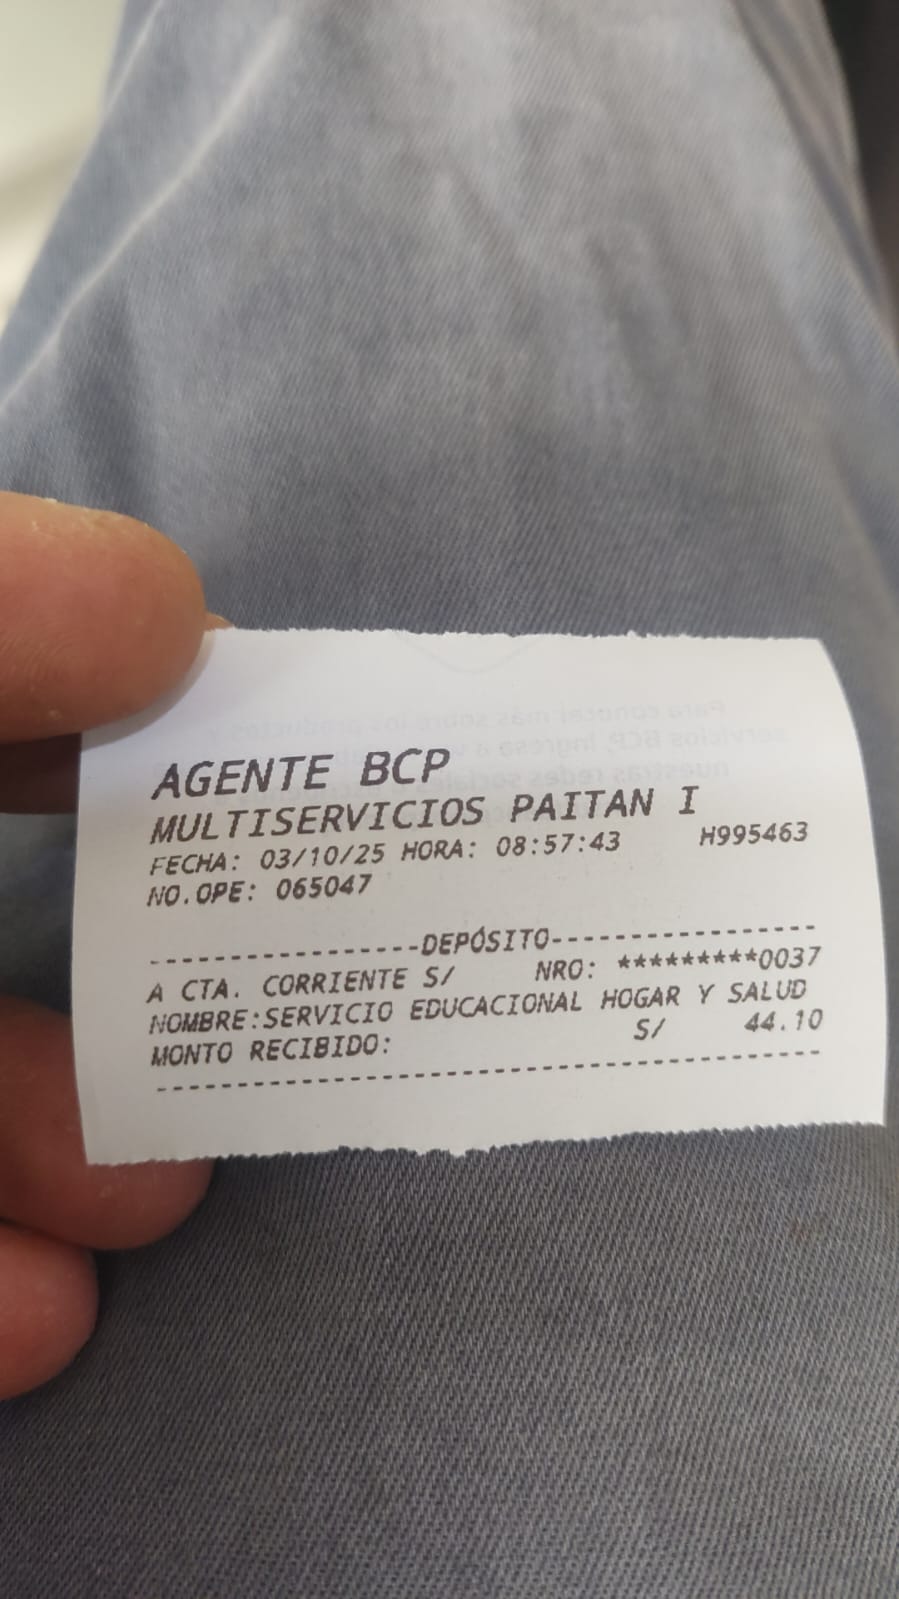 AGENTE BCP
MULTISERVICIOS PAITAN I
FECHA: 03/10/25 HORA: 08:57:43 H995463
NO.OPE: 065047
-----------------DEPÓSITO-----------------
A CTA. CORRIENTE S/ NRO: *********0037
NOMBRE:SERVICIO EDUCACIONAL HOGAR Y SALUD
MONTO RECIBIDO: S/ 44.10
------------------------------------------